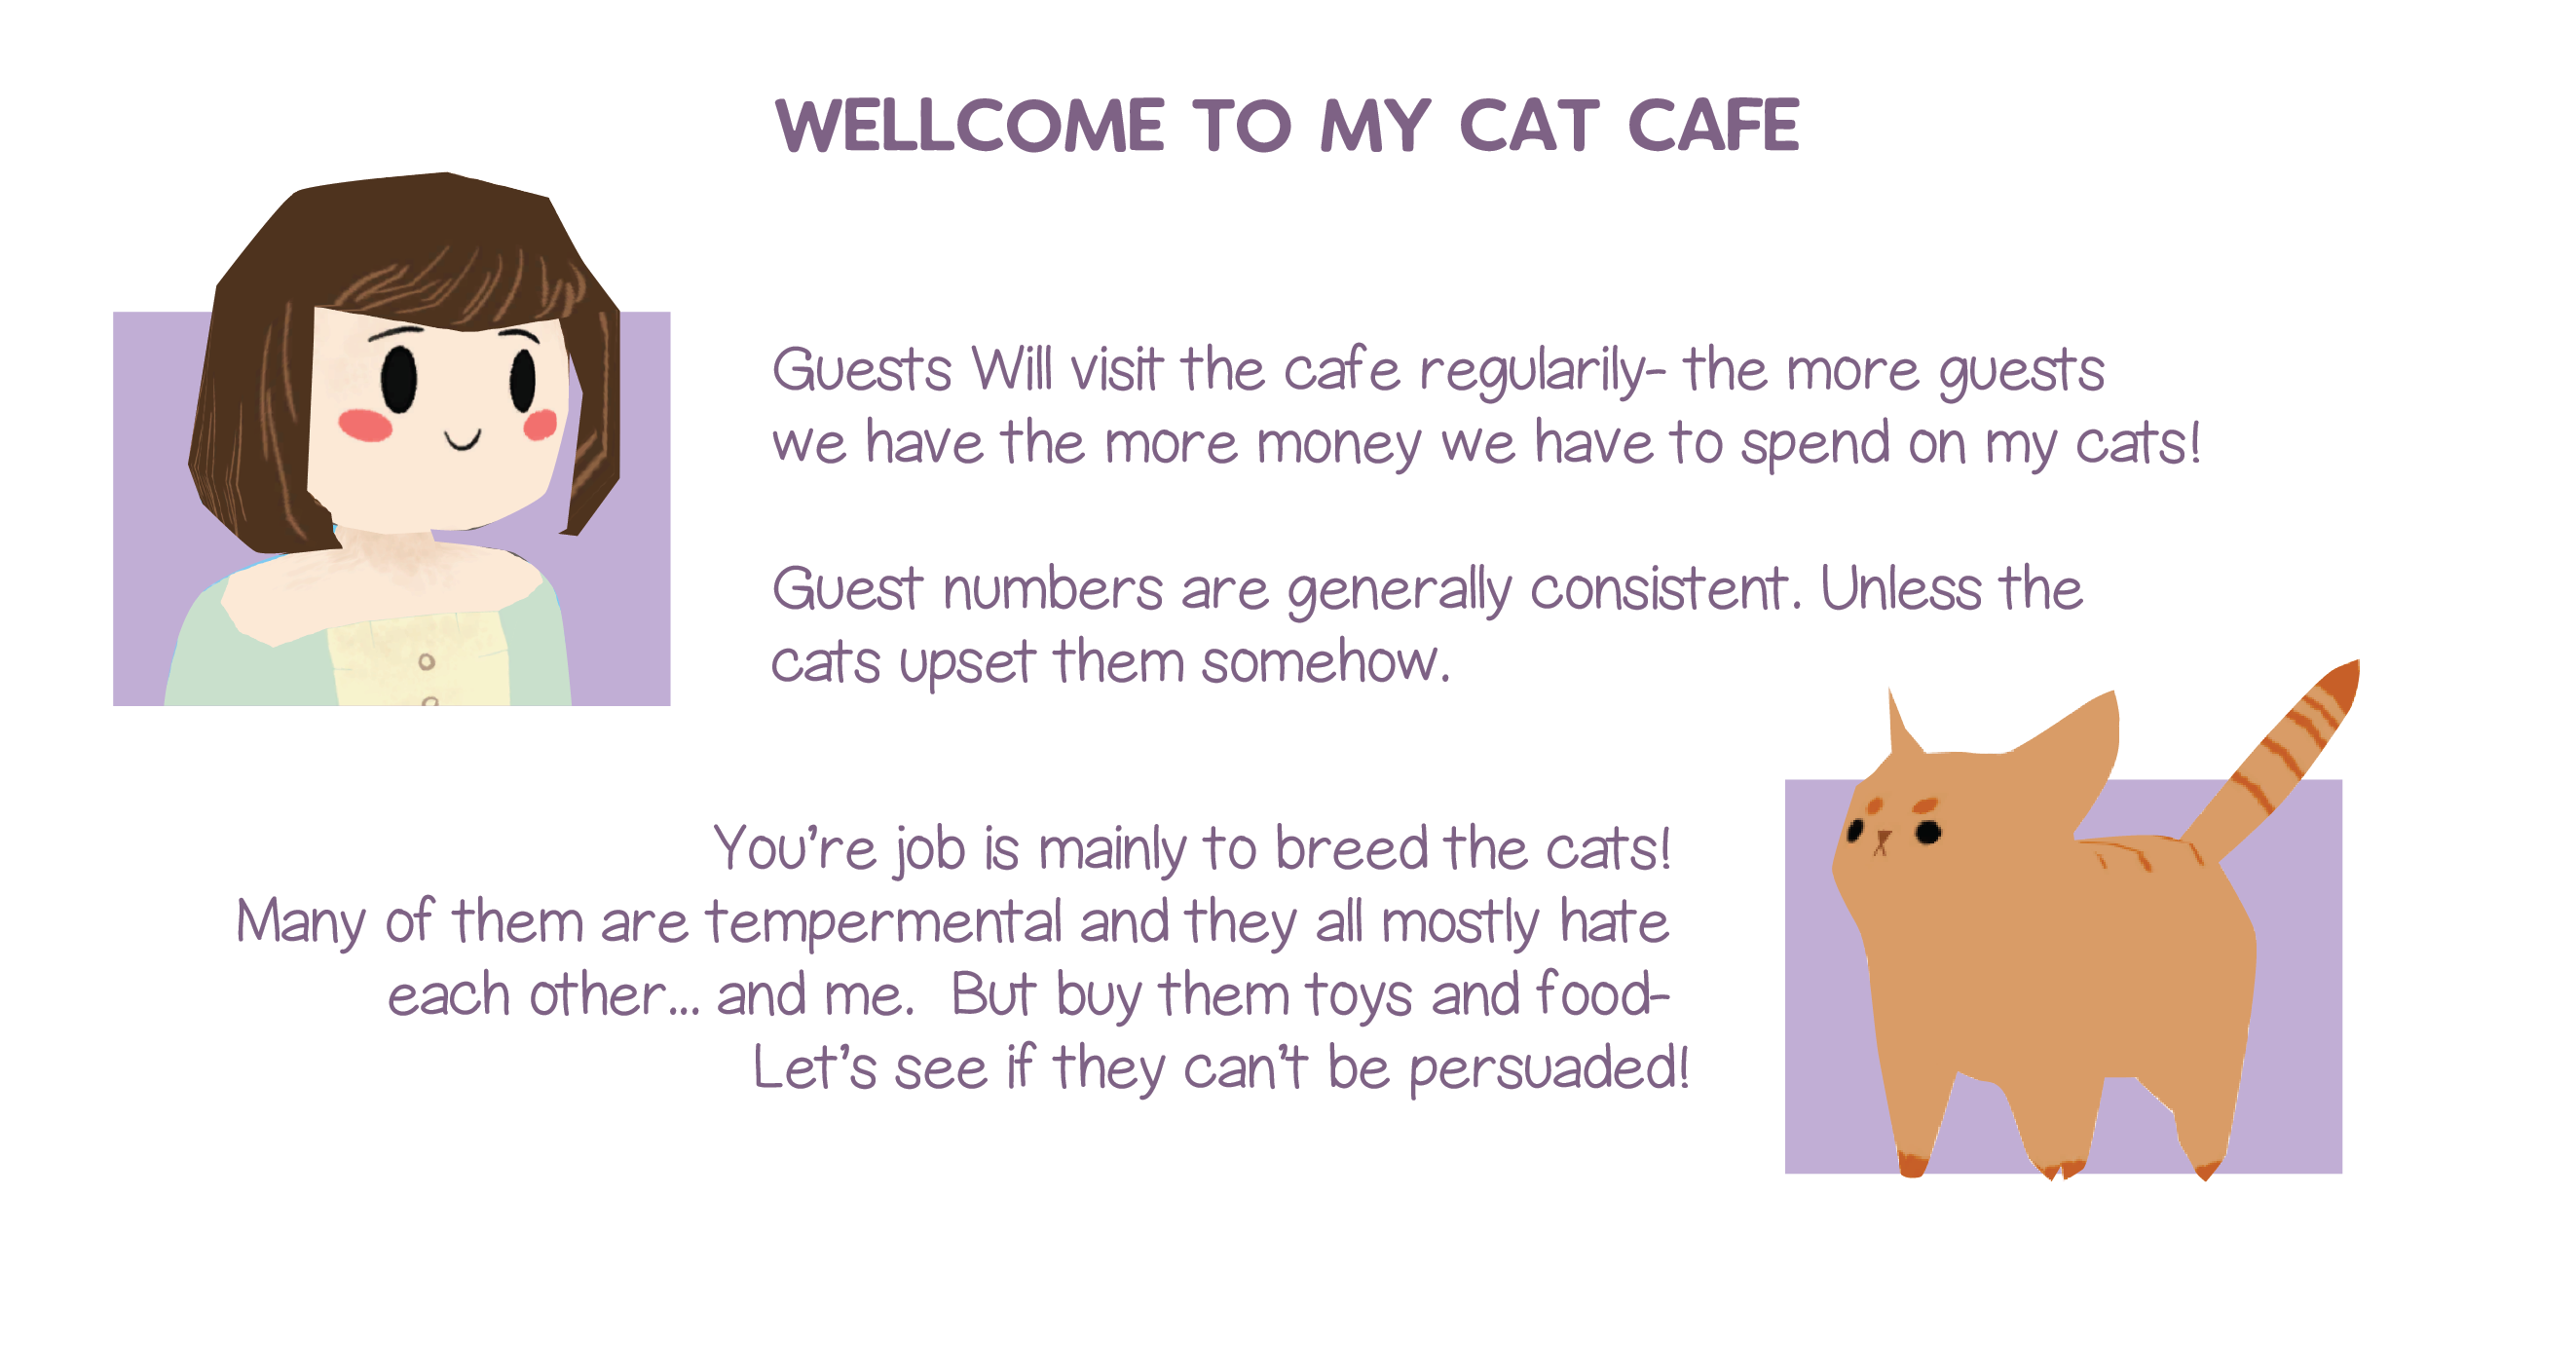 WELLCOME TO MY CAT CAFE
Guests Will visit the cafe regularily- the more guests
we have the more money we have to spend on my cats!
Guest numbers are generally consistent. Unless the
cats upset them somehow.
You're job is mainly to breed the cats!
Many of them are tempermental and they all mostly hate
each other... and me.  But buy them toys and food-
Let's see if they can't be persuaded!